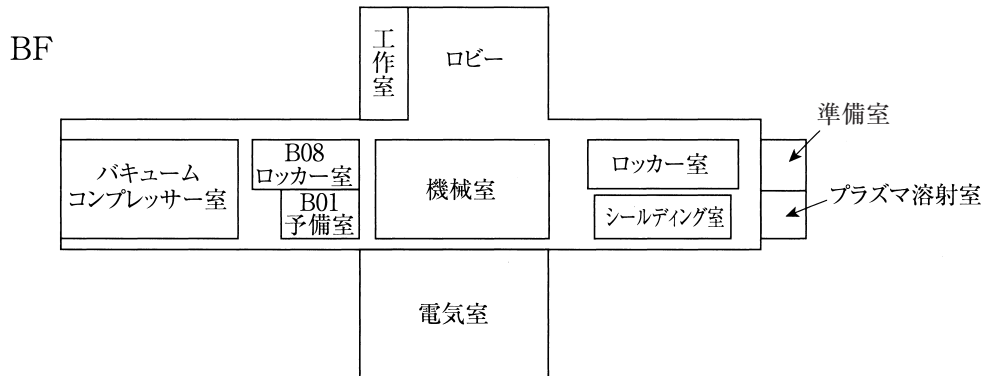 BF
工作室
ロビー
準備室
バキューム
コンプレッサー室
B08
ロッカー室
B01
予備室
機械室
ロッカー室
シールディング室
プラズマ溶射室
電気室